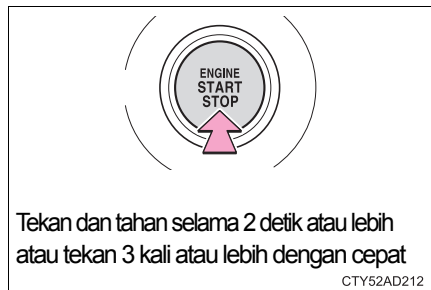 ENGINE
START
STOP
Tekan dan tahan selama 2 detik atau lebih
atau tekan 3 kali atau lebih dengan cepat
CTY52AD212